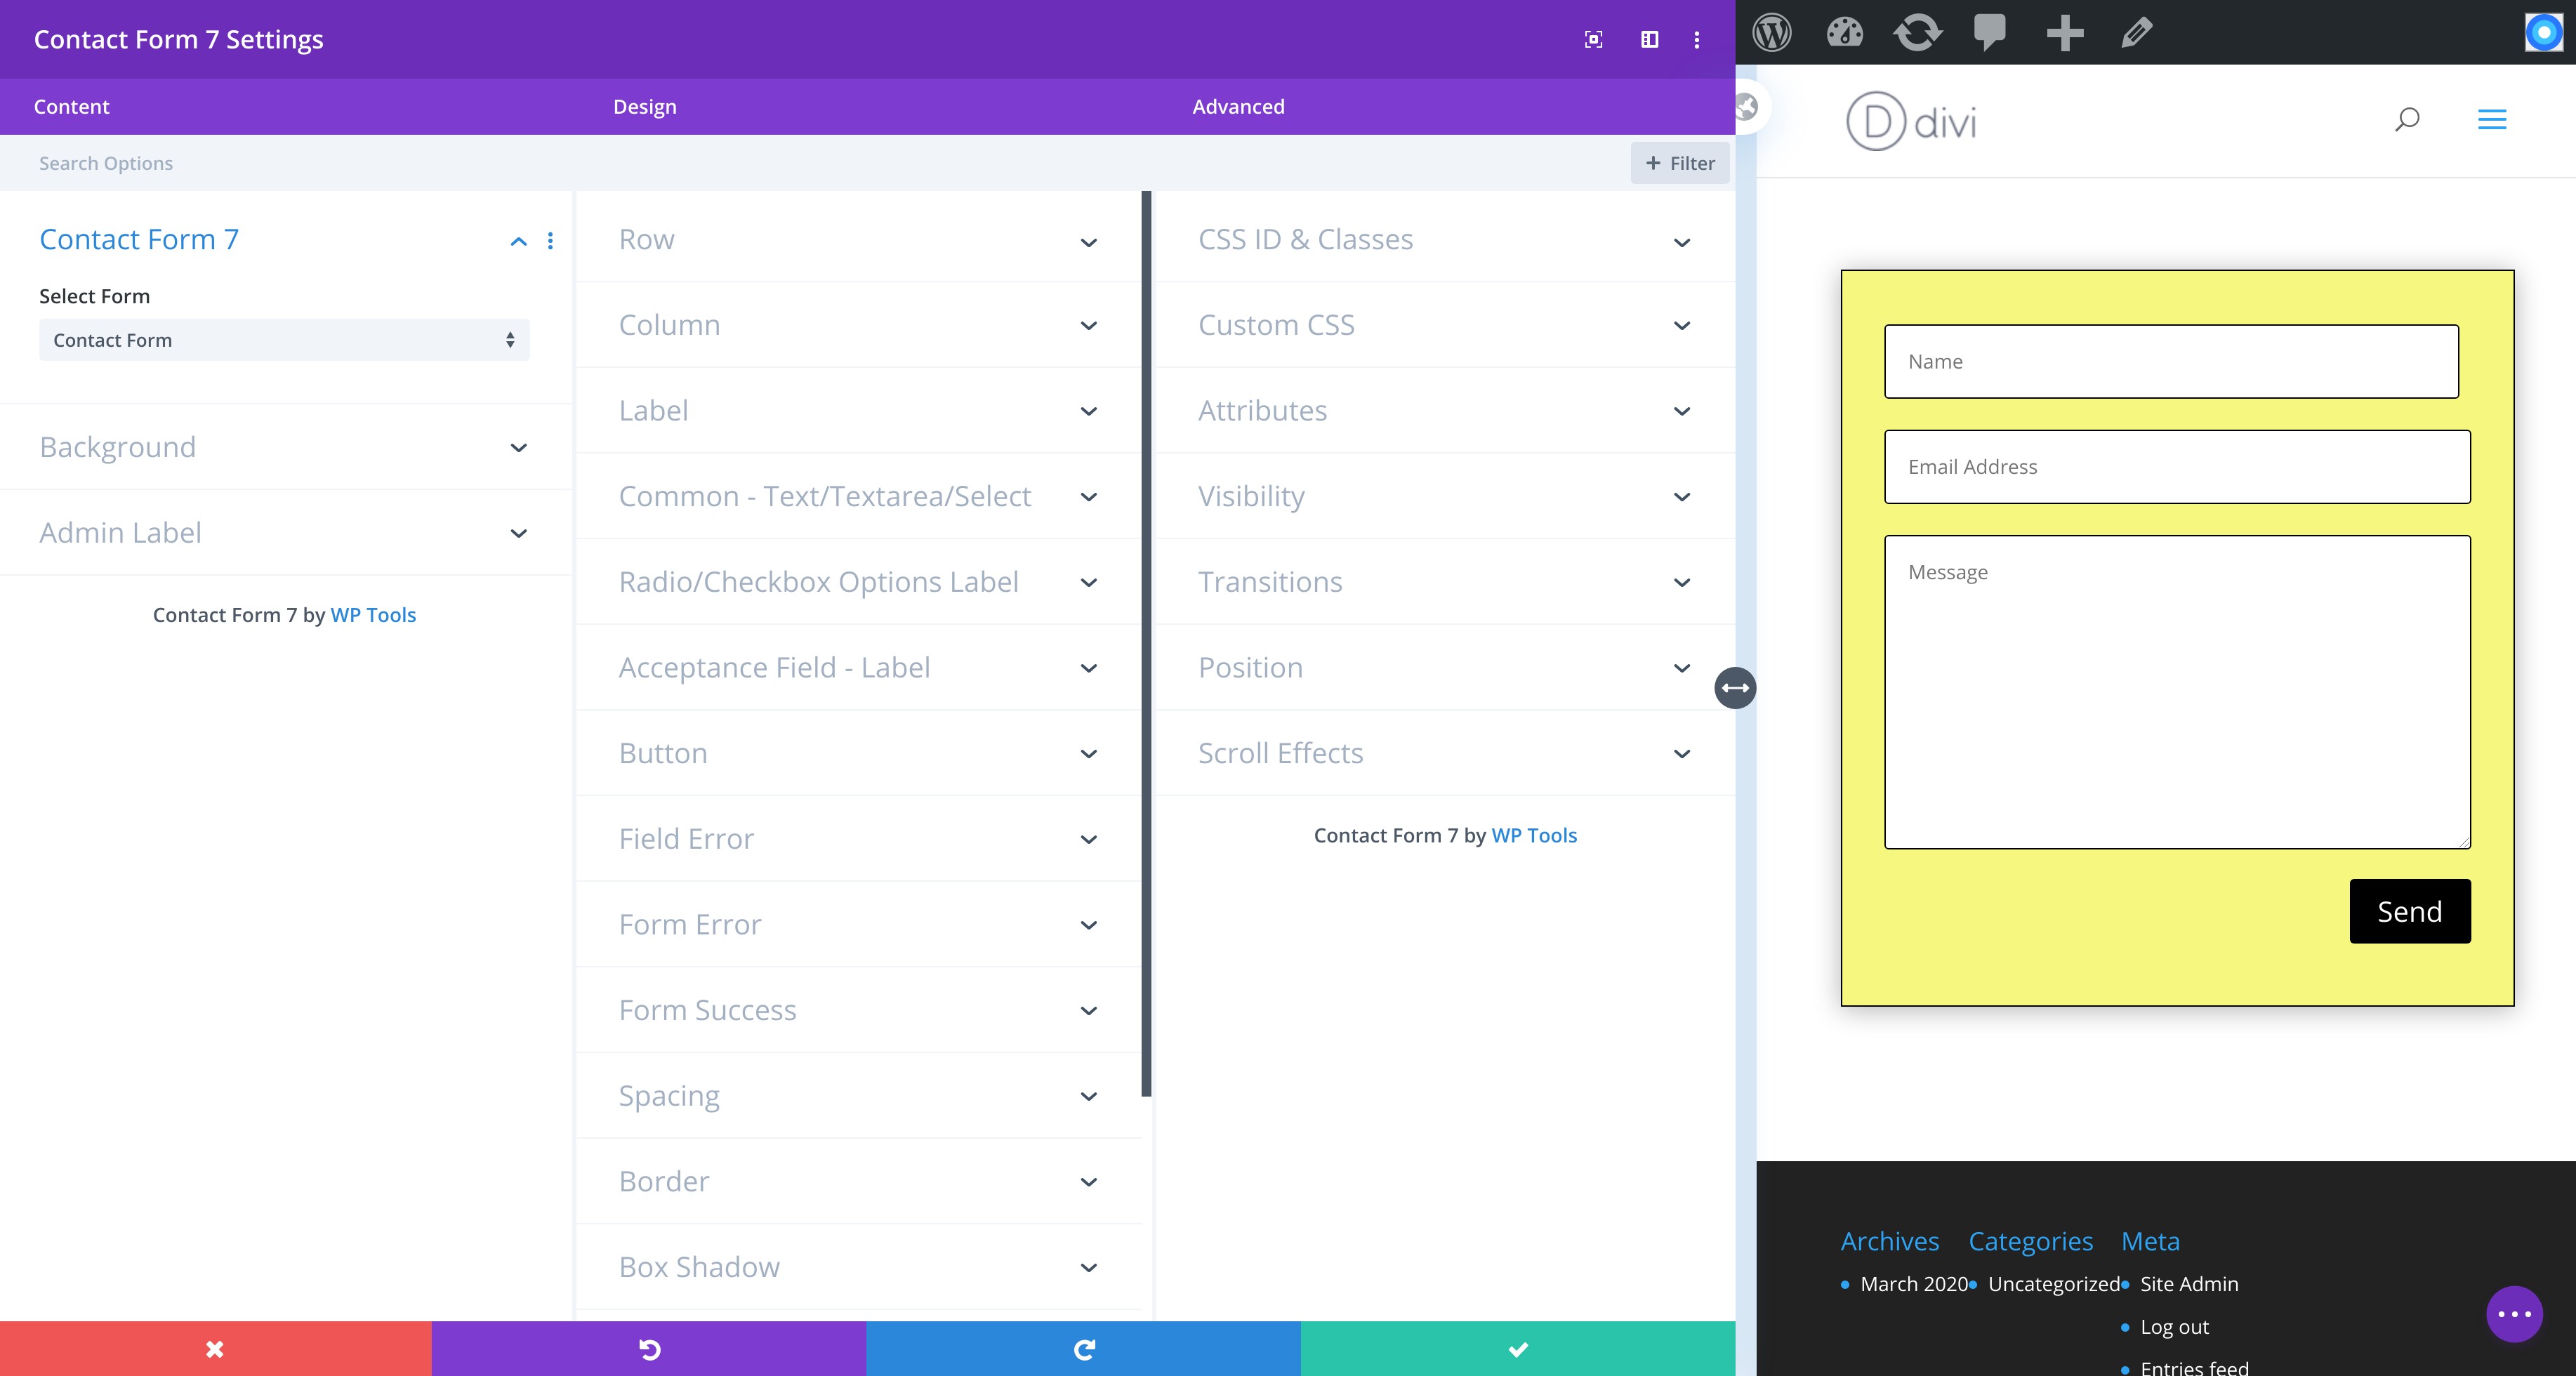 Contact Form 7 Settings
Content
Design
Advanced
Search Options
+ Filter
Contact Form 7
Select Form
Contact Form
Background
Admin Label
Contact Form 7 by WP Tools
Row
Column
Label
Common - Text/Textarea/Select
Radio/Checkbox Options Label
Acceptance Field - Label
Button
Field Error
Form Error
Form Success
Spacing
Border
Box Shadow
CSS ID & Classes
Custom CSS
Attributes
Visibility
Transitions
Position
Scroll Effects
Contact Form 7 by WP Tools
D divi
Name
Email Address
Message
Send
Archives
March 2020
Categories
Uncategorized
Meta
Site Admin
Log out
Entries feed